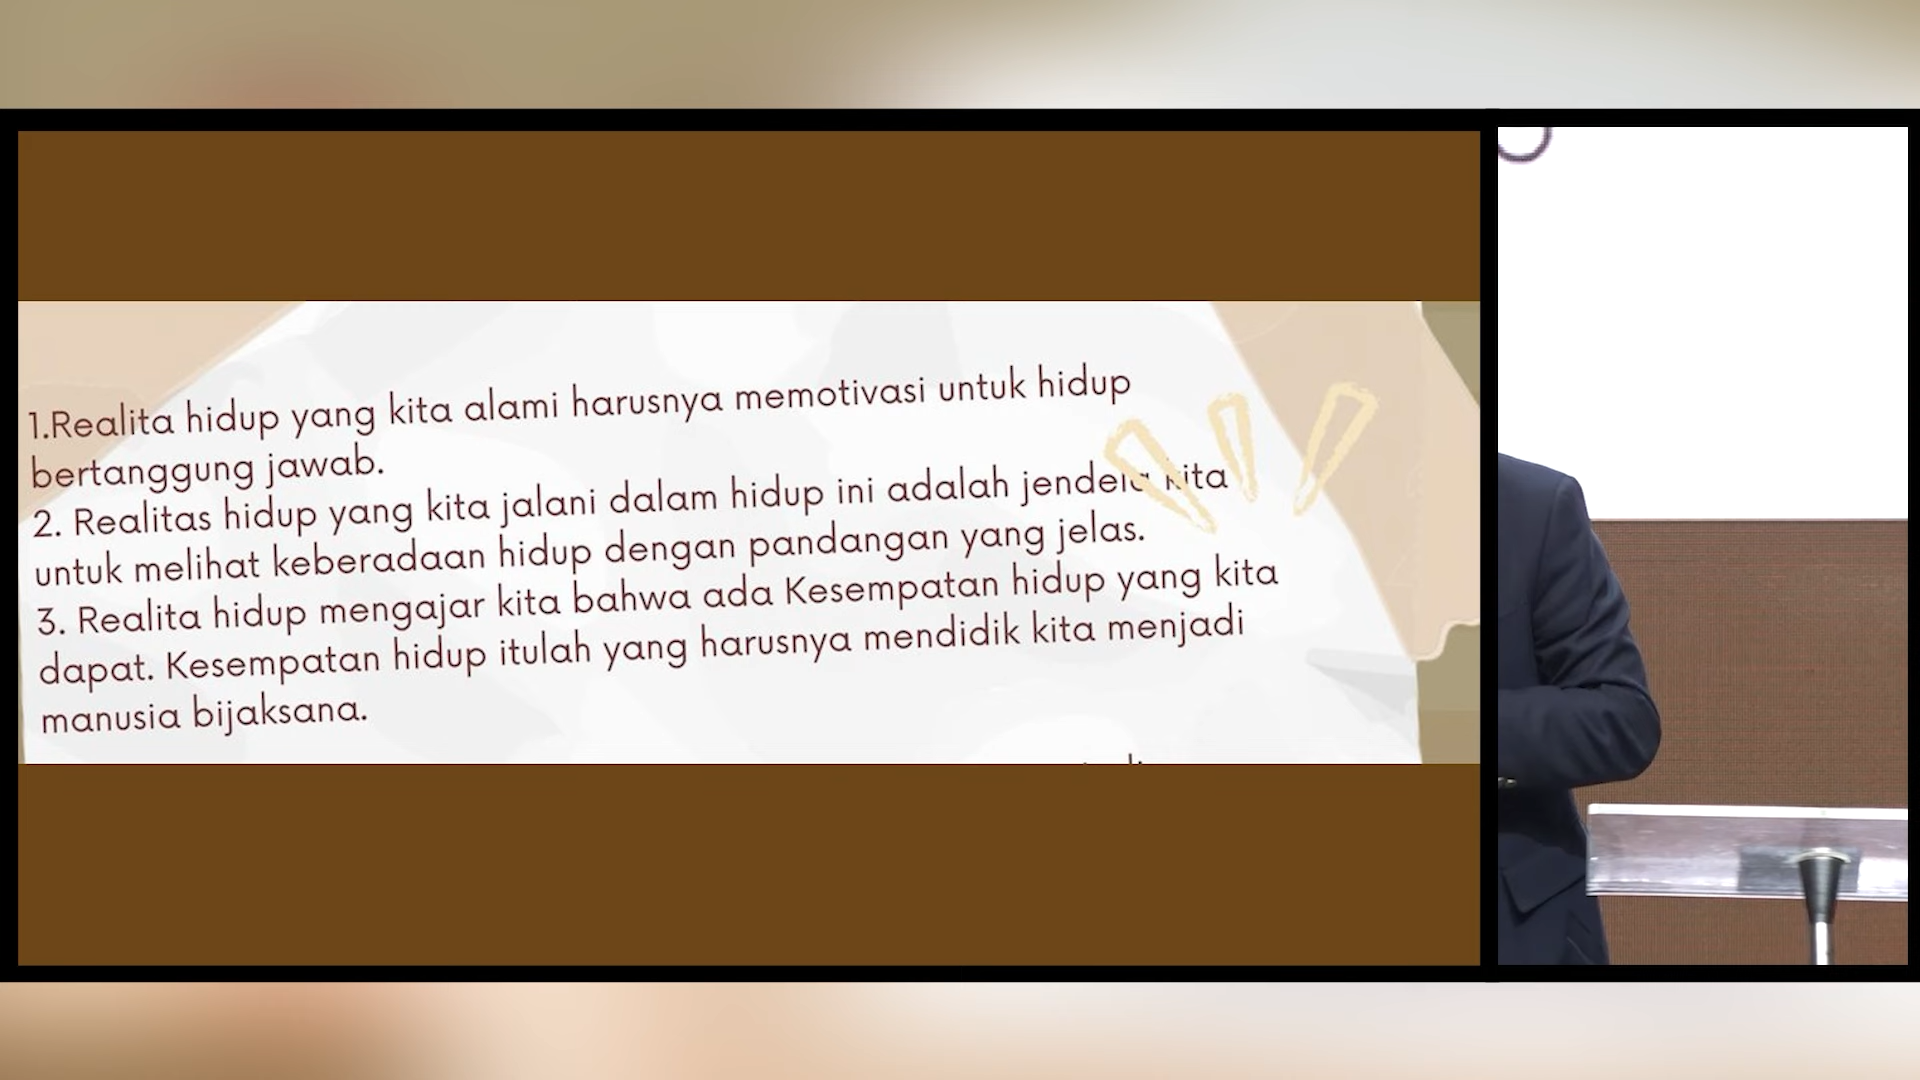 1.Realita hidup yang kita alami harusnya memotivasi untuk hidup
bertanggung jawab.
2. Realitas hidup yang kita jalani dalam hidup ini adalah jendela kita
untuk melihat keberadaan hidup dengan pandangan yang jelas.
3. Realita hidup mengajar kita bahwa ada Kesempatan hidup yang kita
dapat. Kesempatan hidup itulah yang harusnya mendidik kita menjadi
manusia bijaksana.